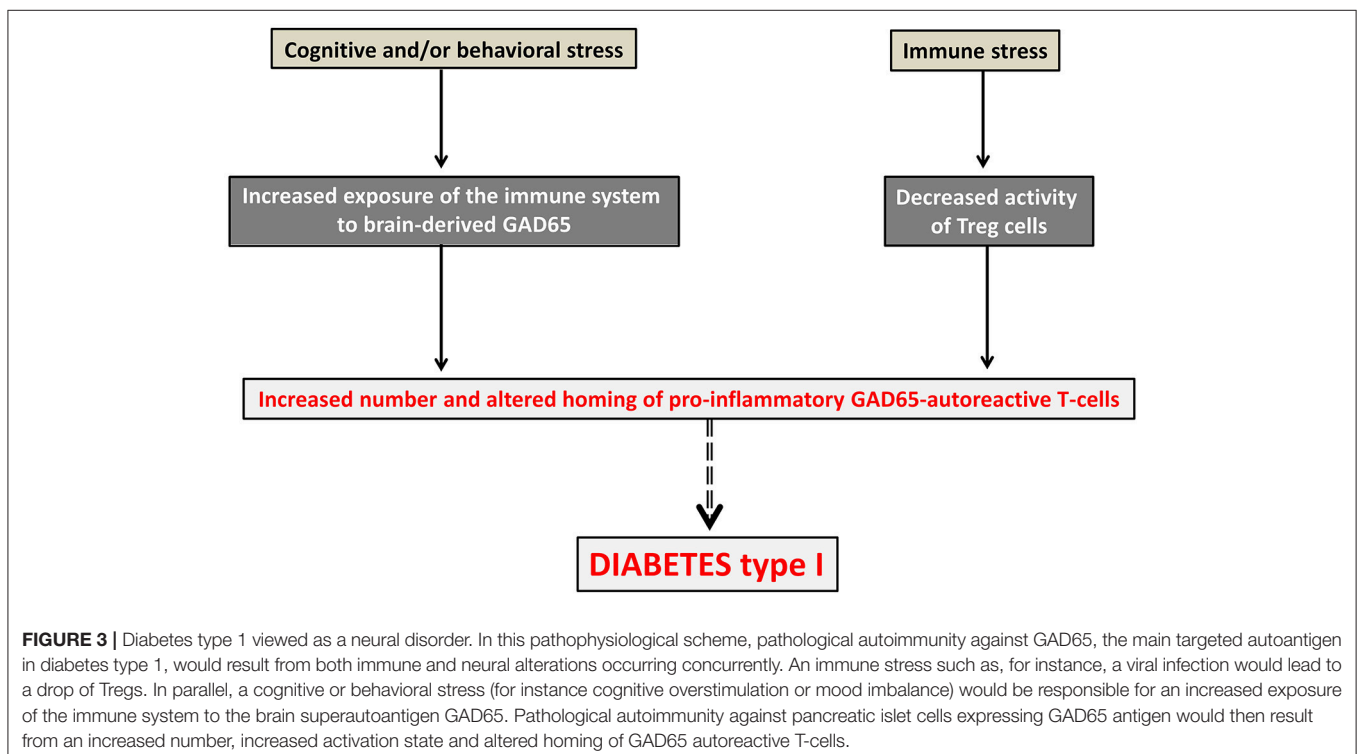 Cognitive and/or behavioral stress
Immune stress
Increased exposure of the immune system
to brain-derived GAD65
Decreased activity
of Treg cells
Increased number and altered homing of pro-inflammatory GAD65-autoreactive T-cells
DIABETES type I
FIGURE 3 | Diabetes type 1 viewed as a neural disorder. In this pathophysiological scheme, pathological autoimmunity against GAD65, the main targeted autoantigen
in diabetes type 1, would result from both immune and neural alterations occurring concurrently. An immune stress such as, for instance, a viral infection would lead to
a drop of Tregs. In parallel, a cognitive or behavioral stress (for instance cognitive overstimulation or mood imbalance) would be responsible for an increased exposure
of the immune system to the brain superautoantigen GAD65. Pathological autoimmunity against pancreatic islet cells expressing GAD65 antigen would then result
from an increased number, increased activation state and altered homing of GAD65 autoreactive T-cells.